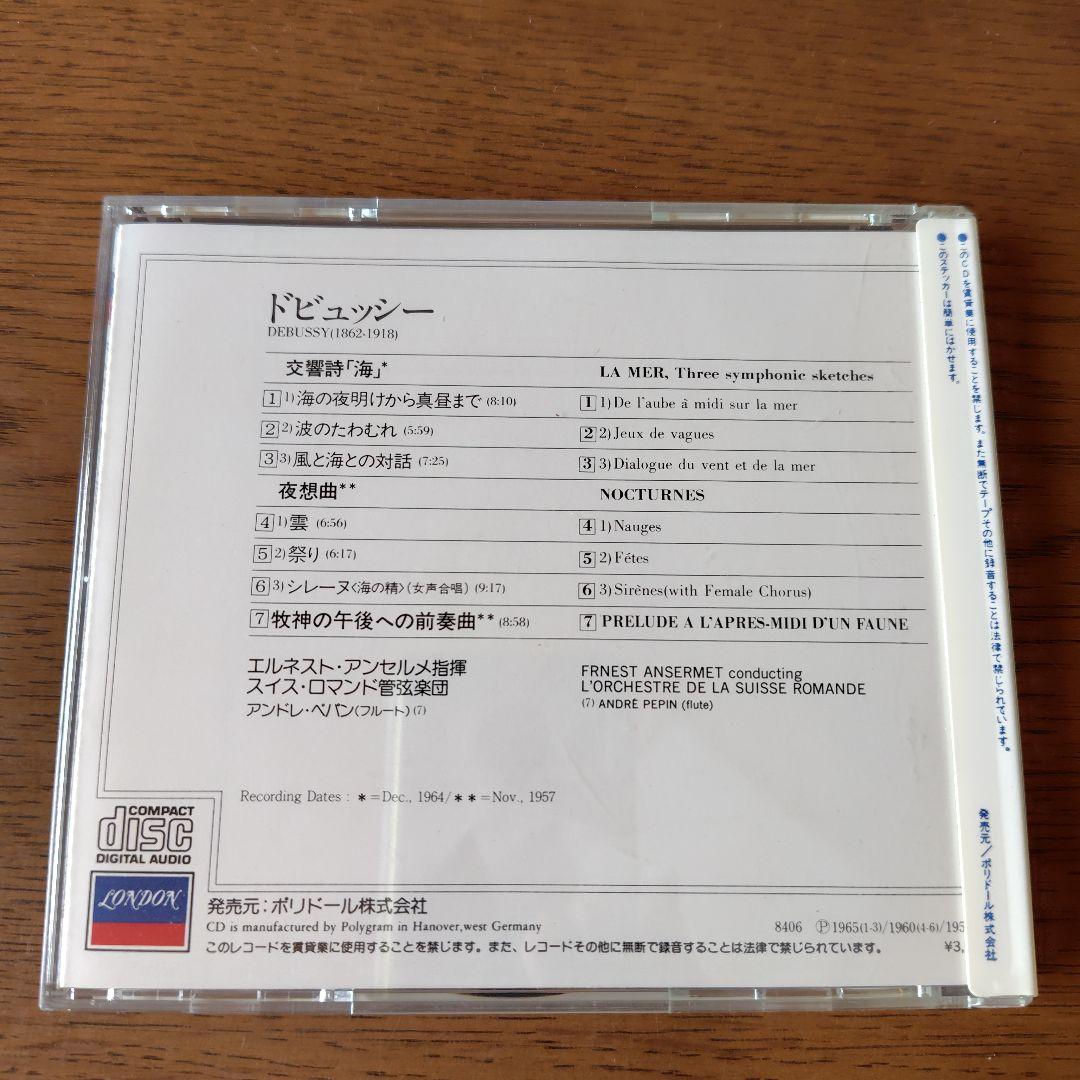 ドビュッシー
DEBUSSY(1862-1918)
交響詩「海」* LA MER, Three symphonic sketches
1 1)海の夜明けから真昼まで (8:10) 1 1)De l'aube à midi sur la mer
2 2)波のたわむれ (5:59) 2 2)Jeux de vagues
3 3)風と海との対話 (7:25) 3 3)Dialogue du vent et de la mer
夜想曲** NOCTURNES
4 1)雲 (6:56) 4 1)Nauges
5 2)祭り (6:17) 5 2)Fétes
6 3)シレーヌ〈海の精〉(女声合唱) (9:17) 6 3)Sirènes(with Female Chorus)
7 牧神の午後への前奏曲** (8:58) 7 PRELUDE A L'APRES-MIDI D'UN FAUNE
エルネスト・アンセルメ指揮 FRNEST ANSERMET conducting
スイス・ロマンド管弦楽団 L'ORCHESTRE DE LA SUISSE ROMANDE
アンドレ・ペパン(フルート) (7) (7) ANDRÉ PEPIN (flute)
Recording Dates : *=Dec., 1964/**=Nov., 1957
COMPACT
disc
DIGITAL AUDIO
LONDON
発売元：ポリドール株式会社
CD is manufactured by Polygram in Hanover,west Germany 8406 Ⓟ1965(1-3)/1960(4-6)/195
このレコードを賃貸業に使用することを禁じます。また、レコードその他に無断で録音することは法律で禁じられています。 ¥3,
●このCDを賃貸業に使用することを禁じます。また無断でテープその他に録音することは法律で禁じられています。
●このステッカーは簡単にはがせます。
発売元／ポリドール株式会社